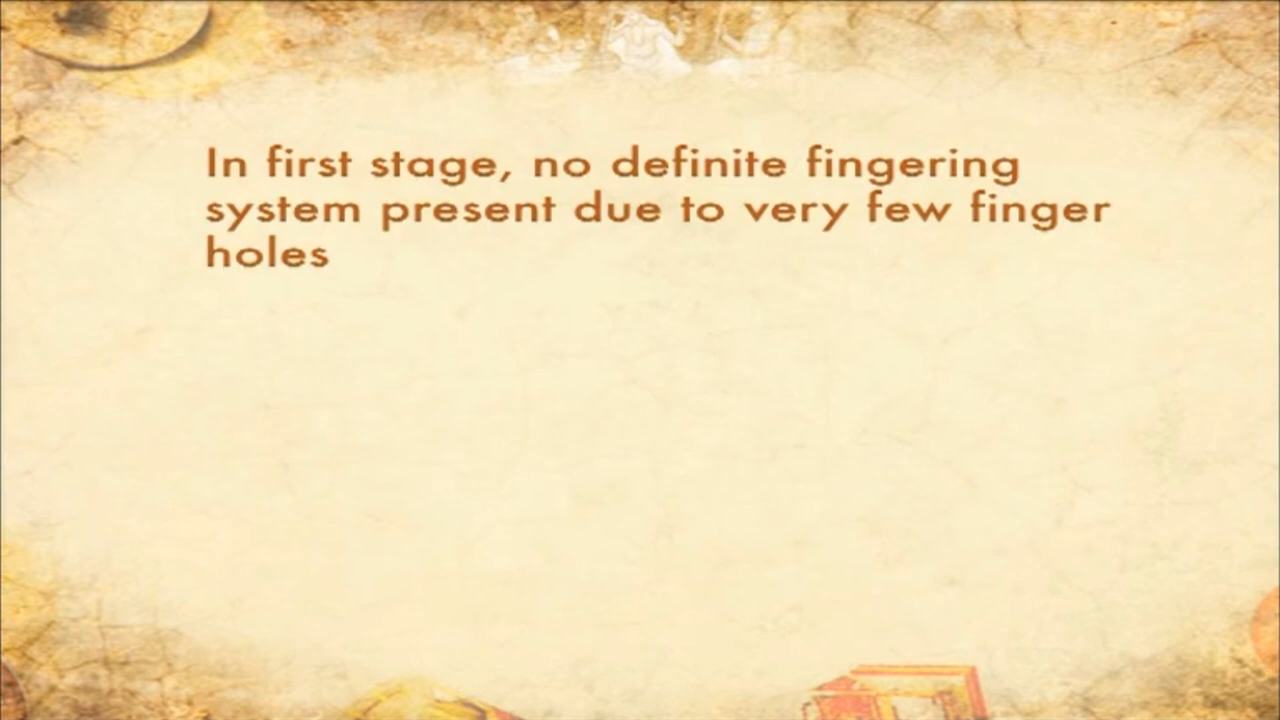 In first stage, no definite fingering
system present due to very few finger
holes